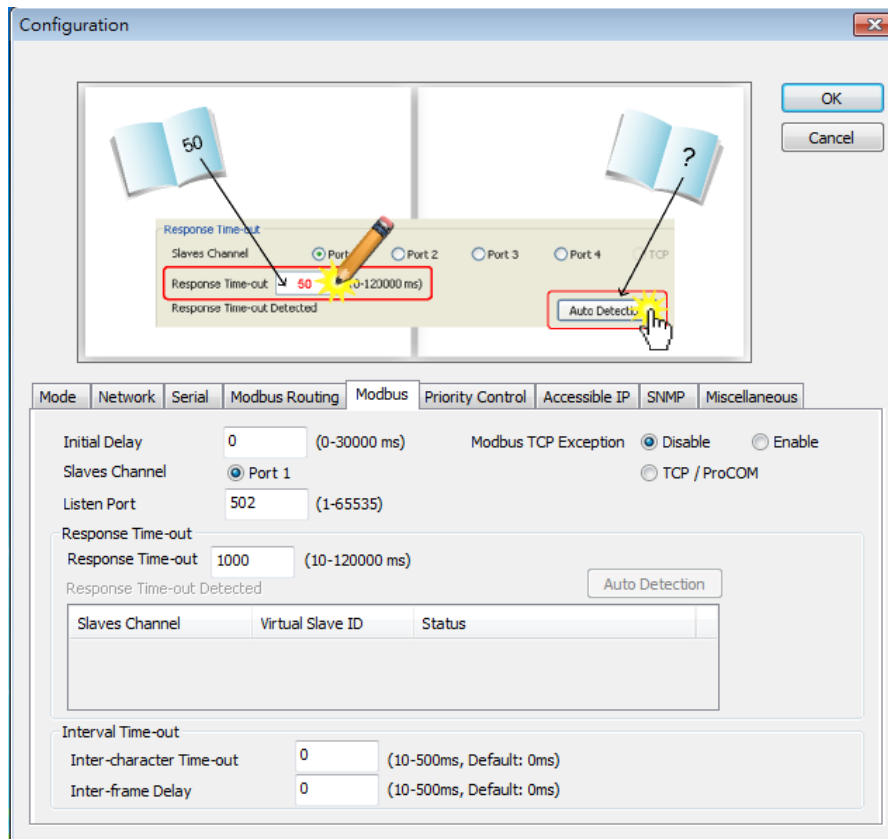 Configuration
OK
Cancel
50
?
Response Time-out
Slaves Channel Port Port 2 Port 3 Port 4 TCP
Response Time-out 50 0-120000 ms)
Response Time-out Detected Auto Detecti
Mode Network Serial Modbus Routing Modbus Priority Control Accessible IP SNMP Miscellaneous
Initial Delay 0 (0-30000 ms) Modbus TCP Exception Disable Enable
Slaves Channel Port 1 TCP / ProCOM
Listen Port 502 (1-65535)
Response Time-out
Response Time-out 1000 (10-120000 ms)
Response Time-out Detected Auto Detection
Slaves Channel Virtual Slave ID Status
Interval Time-out
Inter-character Time-out 0 (10-500ms, Default: 0ms)
Inter-frame Delay 0 (10-500ms, Default: 0ms)